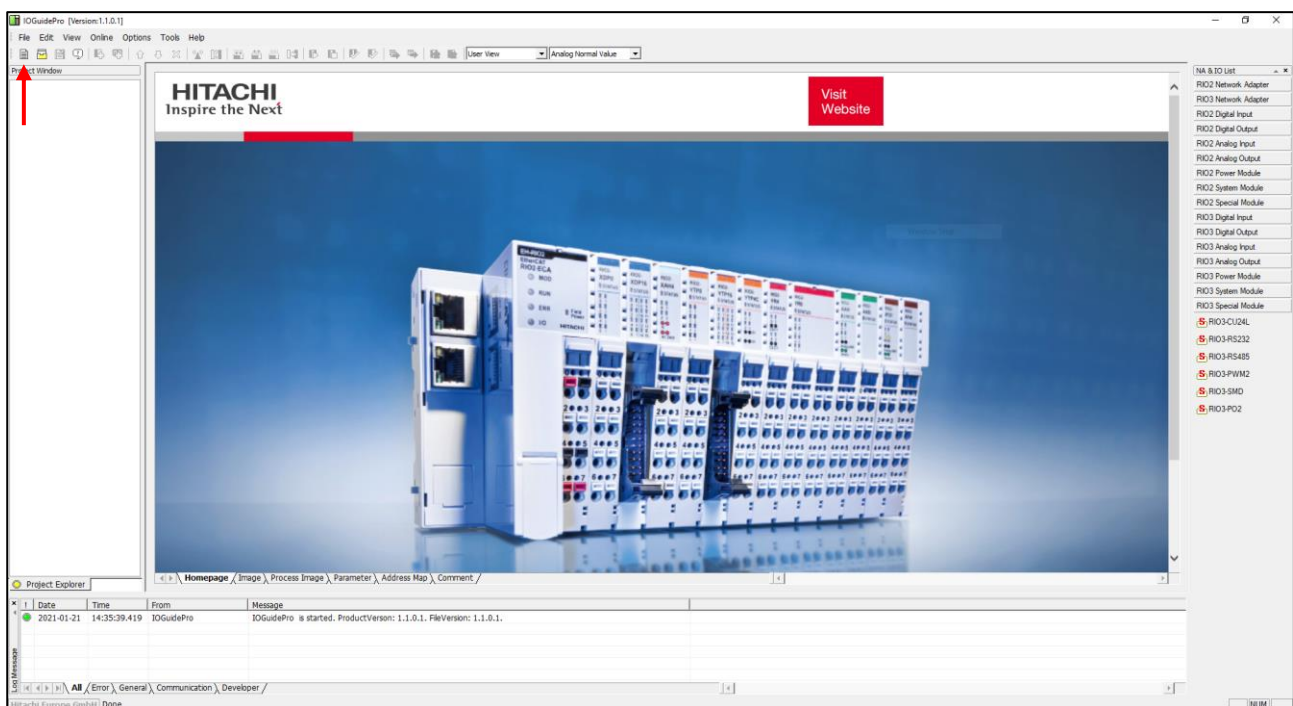 IOGuidePro [Version:1.1.0.1]
File Edit View Online Options Tools Help
User View
Analog Normal Value
Project Window
HITACHI
Inspire the Next
Visit
Website
NA & IO List
RIO2 Network Adapter
RIO3 Network Adapter
RIO2 Digital Input
RIO2 Digital Output
RIO2 Analog Input
RIO2 Analog Output
RIO2 Power Module
RIO2 System Module
RIO2 Special Module
RIO3 Digital Input
RIO3 Digital Output
RIO3 Analog Input
RIO3 Analog Output
RIO3 Power Module
RIO3 System Module
RIO3 Special Module
RIO3-CU24L
RIO3-RS232
RIO3-RS485
RIO3-PWM2
RIO3-SMD
RIO3-PO2
EH-RIO2
EtherCAT
RIO2-ECA
MOD
RUN
ERR
IO
HITACHI
Homepage Image Process Image Parameter Address Map Comment
Project Explorer
! Date Time From Message
2021-01-21 14:35:39.419 IOGuidePro IOGuidePro is started. ProductVerson: 1.1.0.1. FileVersion: 1.1.0.1.
Log Message
All Error General Communication Developer
Hitachi Europe GmbH Done
NUM